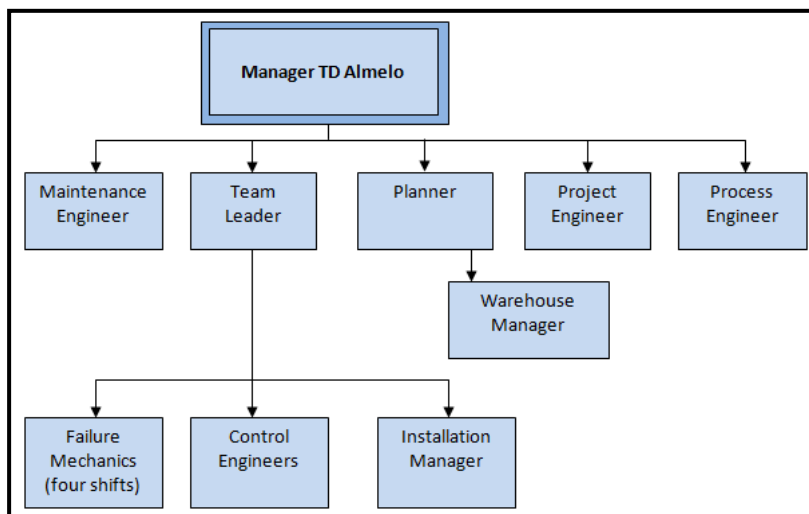 Manager TD Almelo
Maintenance
Engineer
Team
Leader
Planner
Project
Engineer
Process
Engineer
Warehouse
Manager
Failure
Mechanics
(four shifts)
Control
Engineers
Installation
Manager